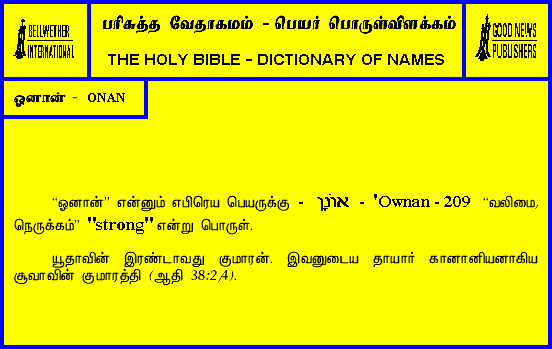 BELLWETHER
INTERNATIONAL
பரிசுத்த வேதாகமம் - பெயர் பொருள்விளக்கம்
THE HOLY BIBLE - DICTIONARY OF NAMES
GOOD NEWS
PUBLISHERS
ஓனான் - ONAN
“ஓனான்” என்னும் எபிரெய பெயருக்கு - אוֹנָן - 'Ownan - 209 “வலிமை,
நெருக்கம்” "strong" என்று பொருள்.
யூதாவின் இரண்டாவது குமாரன். இவனுடைய தாயார் கானானியனாகிய
சூவாவின் குமாரத்தி (ஆதி 38:2,4).